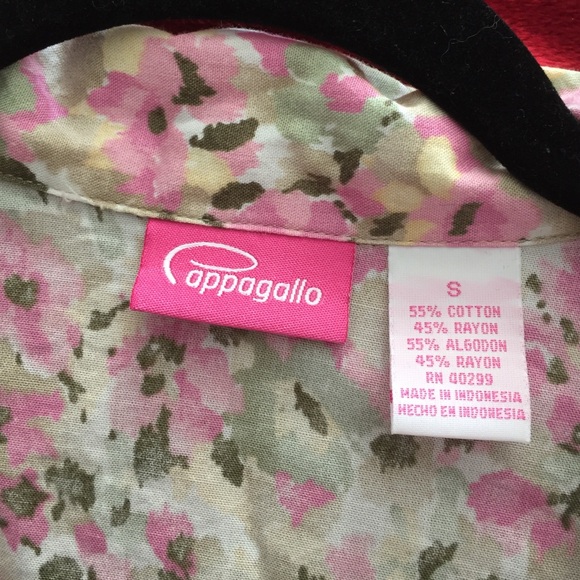 Pappagallo
S
55% COTTON
45% RAYON
55% ALGODON
45% RAYON
RN 40299
MADE IN INDONESIA
HECHO EN INDONESIA